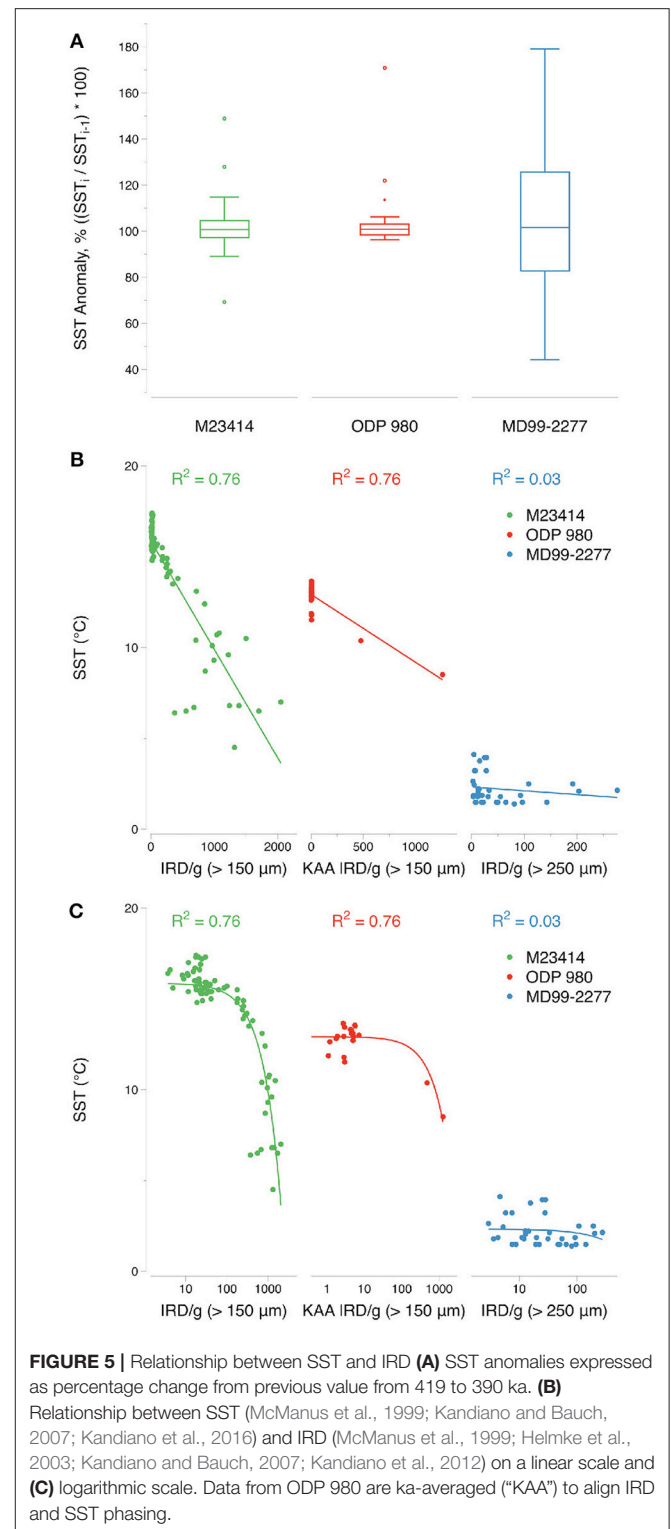 A
SST Anomaly, % ((SSTi / SSTi-1) * 100)
180
160
140
120
100
80
60
40
M23414 ODP 980 MD99-2277
B
R2 = 0.76 R2 = 0.76 R2 = 0.03
M23414
ODP 980
MD99-2277
SST (°C)
20
10
0
0 1000 2000 0 500 1000 0 100 200
IRD/g (> 150 µm) KAA IRD/g (> 150 µm) IRD/g (> 250 µm)
C
R2 = 0.76 R2 = 0.76 R2 = 0.03
M23414
ODP 980
MD99-2277
SST (°C)
20
10
0
10 100 1000 1 10 100 1000 10 100
IRD/g (> 150 µm) KAA IRD/g (> 150 µm) IRD/g (> 250 µm)
FIGURE 5 | Relationship between SST and IRD (A) SST anomalies expressed
as percentage change from previous value from 419 to 390 ka. (B)
Relationship between SST (McManus et al., 1999; Kandiano and Bauch,
2007; Kandiano et al., 2016) and IRD (McManus et al., 1999; Helmke et al.,
2003; Kandiano and Bauch, 2007; Kandiano et al., 2012) on a linear scale and
(C) logarithmic scale. Data from ODP 980 are ka-averaged (“KAA”) to align IRD
and SST phasing.